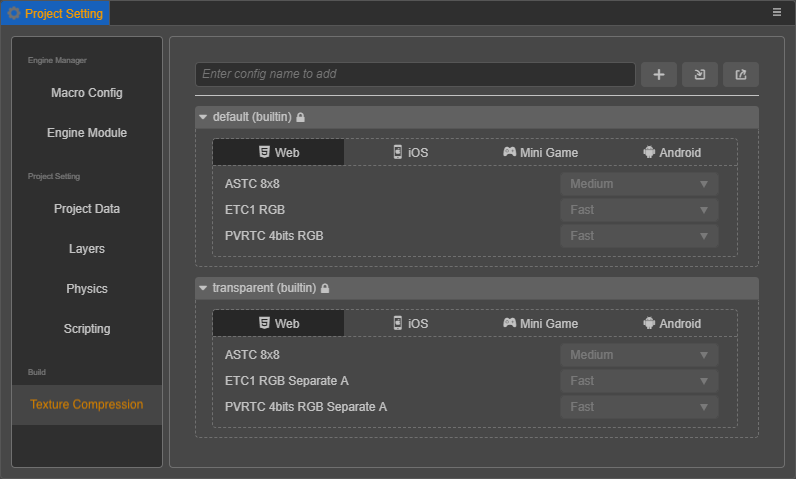 Project Setting
Engine Manager
Macro Config
Engine Module
Project Setting
Project Data
Layers
Physics
Scripting
Build
Texture Compression
Enter config name to add
default (builtin)
Web iOS Mini Game Android
ASTC 8x8 Medium
ETC1 RGB Fast
PVRTC 4bits RGB Fast
transparent (builtin)
Web iOS Mini Game Android
ASTC 8x8 Medium
ETC1 RGB Separate A Fast
PVRTC 4bits RGB Separate A Fast